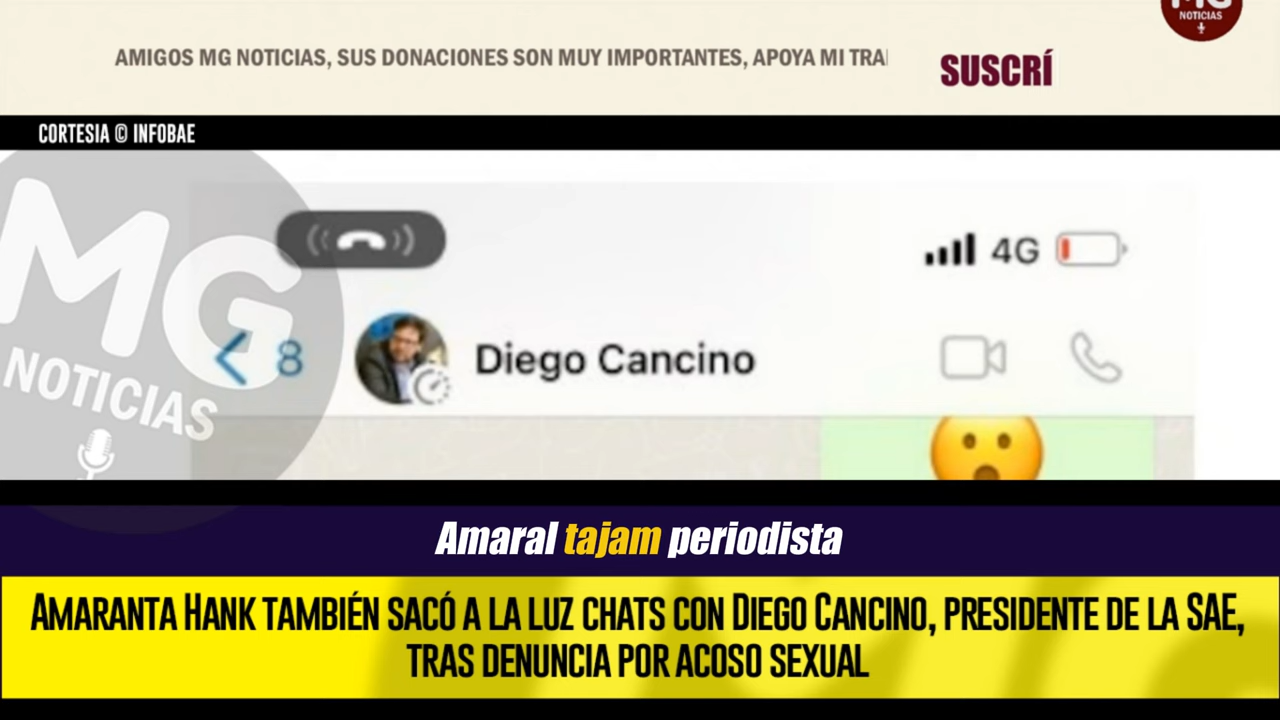 MG
NOTICIAS
AMIGOS MG NOTICIAS, SUS DONACIONES SON MUY IMPORTANTES, APOYA MI TRA
SUSCRÍ
CORTESIA © INFOBAE
MG
NOTICIAS
4G
8
Diego Cancino
Amaral tajam periodista
AMARANTA HANK TAMBIÉN SACÓ A LA LUZ CHATS CON DIEGO CANCINO, PRESIDENTE DE LA SAE,
TRAS DENUNCIA POR ACOSO SEXUAL